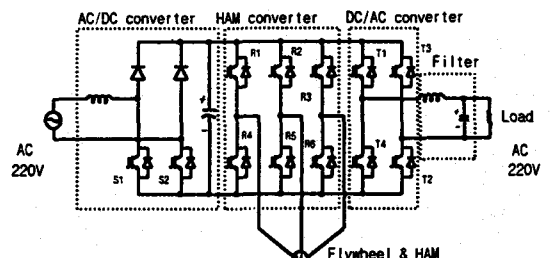 AC/DC converter HAM converter DC/AC converter
R1 R2 T1 T3
Filter
R3
+ +
- -
Load
R4 R5 R6 T4
AC AC
220V 220V
S1 S2 T2
Flywheel & HAM